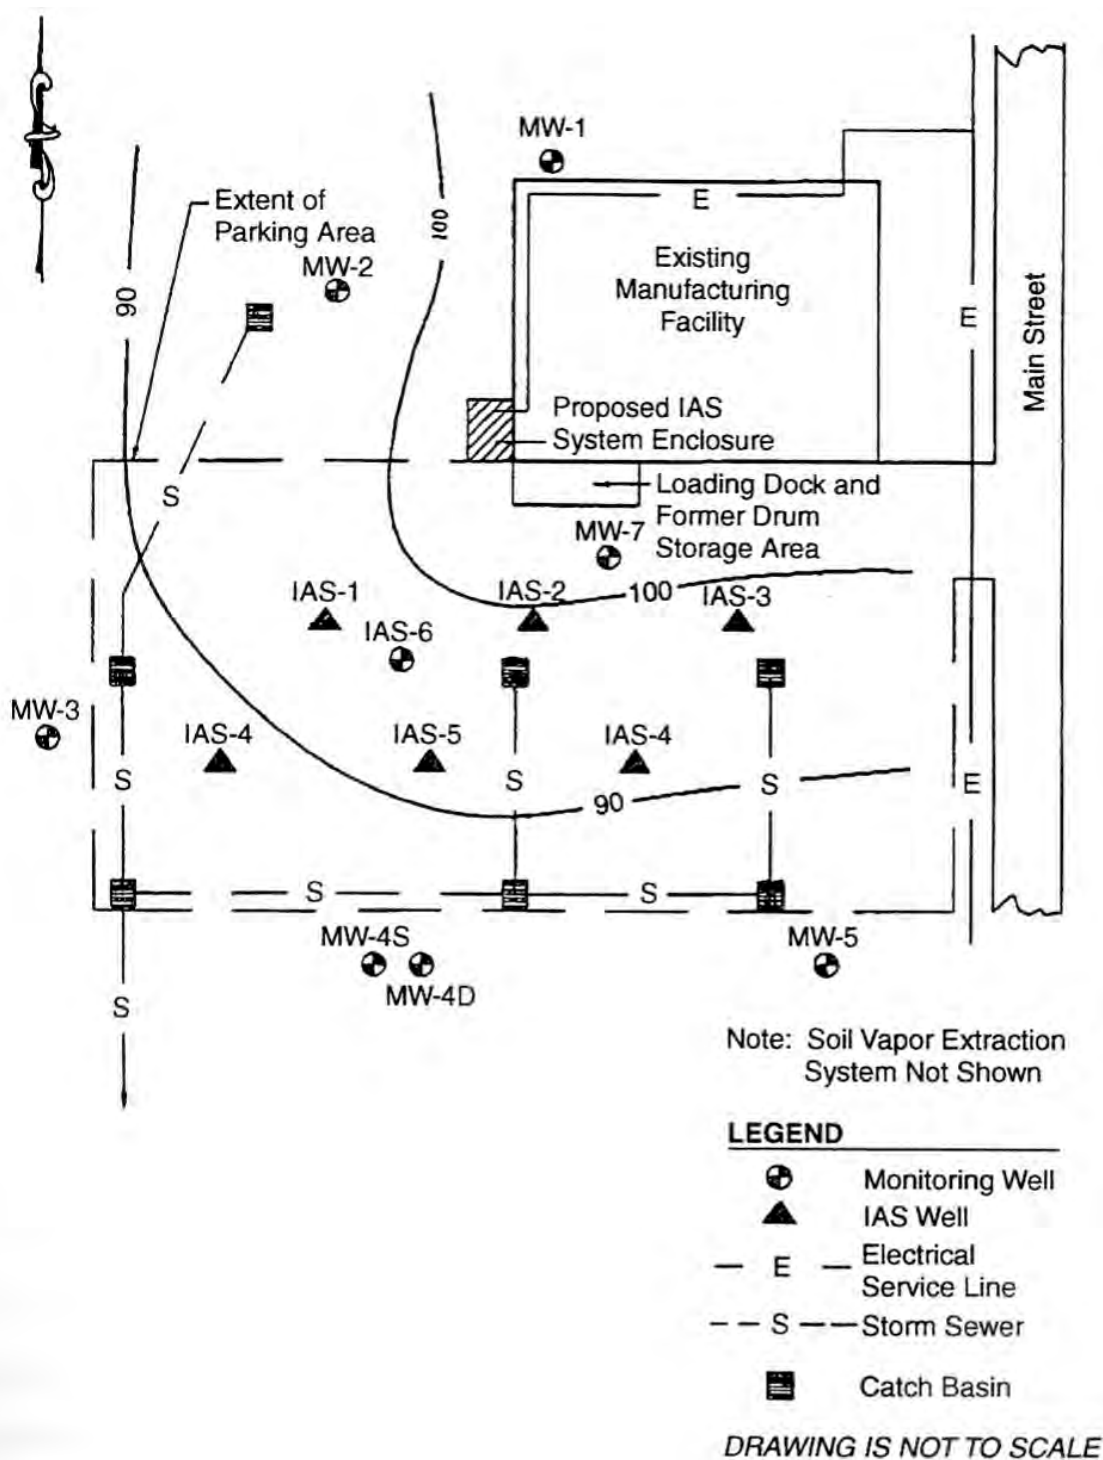 MW-1
Extent of
Parking Area
E
100
MW-2
90
Existing
Manufacturing
Facility
E
Main Street
Proposed IAS
System Enclosure
S
Loading Dock and
Former Drum
Storage Area
MW-7
IAS-1
IAS-2
100
IAS-3
IAS-6
MW-3
IAS-4
IAS-5
IAS-4
S
S
S
E
90
S
S
MW-4S
MW-5
MW-4D
S
Note: Soil Vapor Extraction
System Not Shown
LEGEND
Monitoring Well
IAS Well
E
Electrical
Service Line
S
Storm Sewer
Catch Basin
DRAWING IS NOT TO SCALE